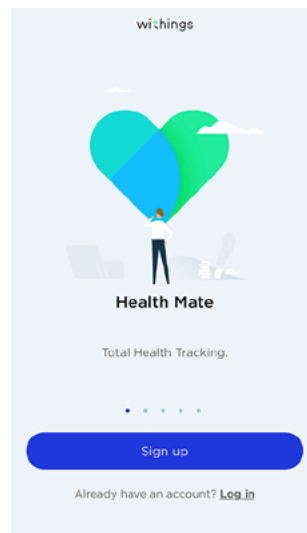 withings
Health Mate
Total Health Tracking.
Sign up
Already have an account? Log in